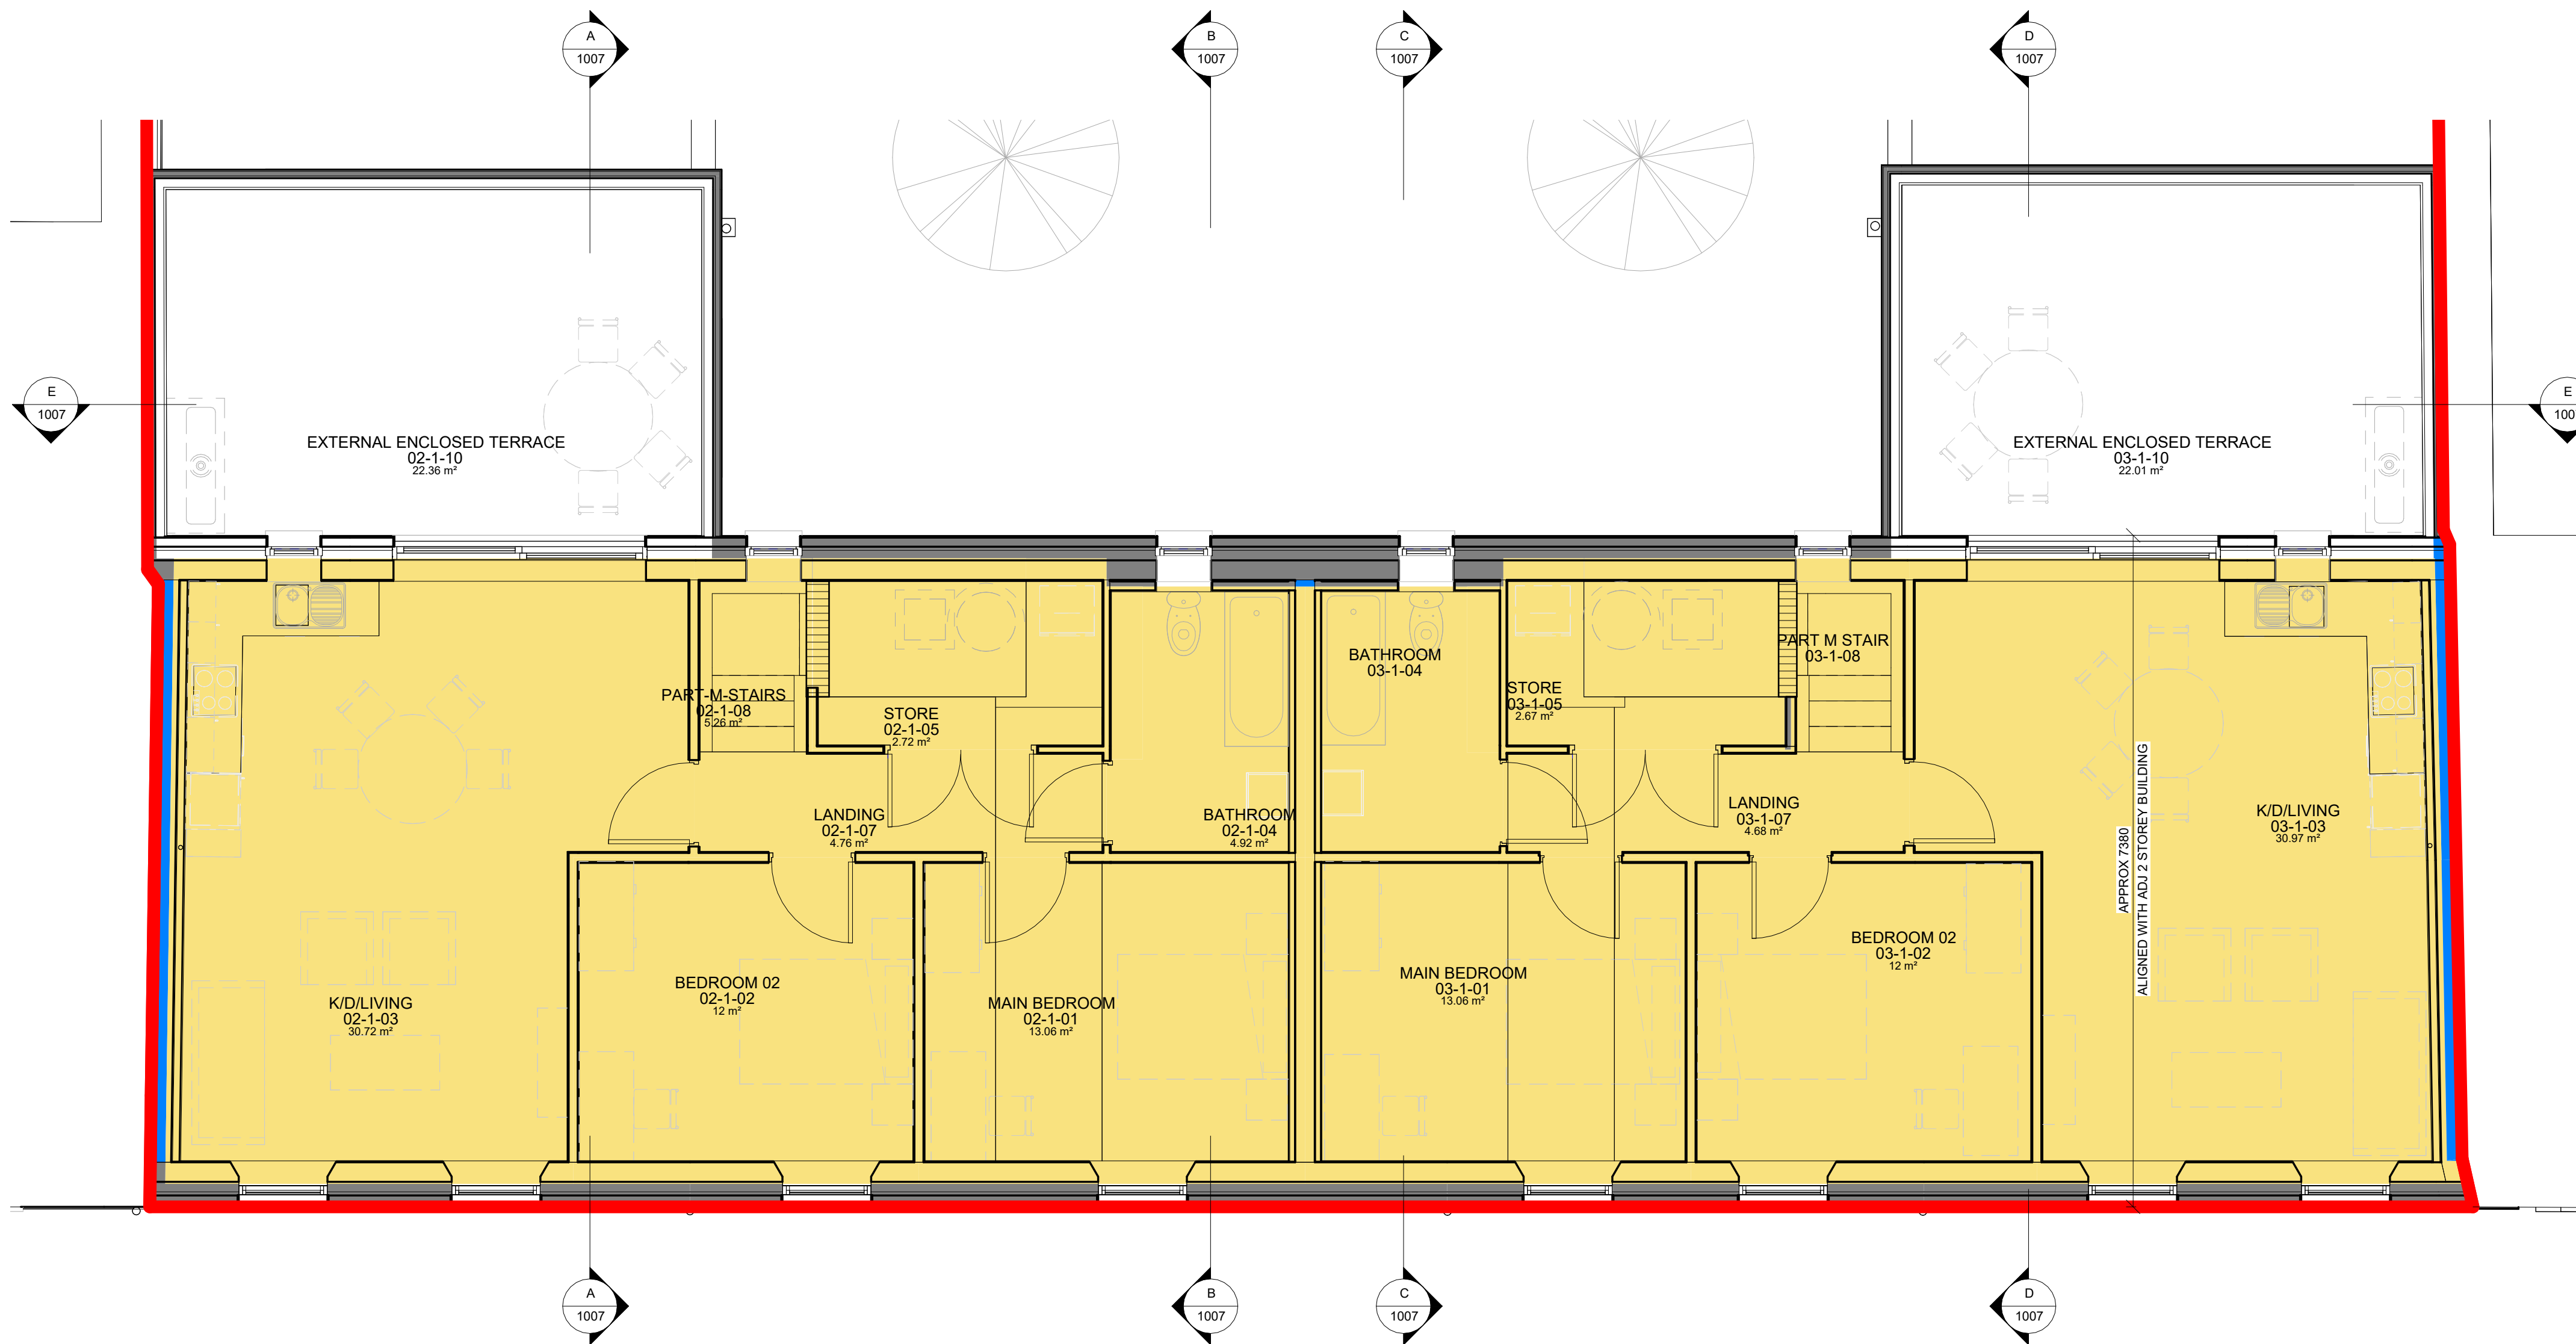 A
1007
B
1007
C
1007
D
1007
E
1007
E
100
EXTERNAL ENCLOSED TERRACE
02-1-10
22.36 m²
EXTERNAL ENCLOSED TERRACE
03-1-10
22.01 m²
PART-M-STAIRS
02-1-08
5.26 m²
STORE
02-1-05
2.72 m²
BATHROOM
03-1-04
STORE
03-1-05
2.67 m²
PART M STAIR
03-1-08
LANDING
02-1-07
4.76 m²
BATHROOM
02-1-04
4.92 m²
LANDING
03-1-07
4.68 m²
K/D/LIVING
03-1-03
30.97 m²
APPROX 7380
ALIGNED WITH ADJ 2 STOREY BUILDING
K/D/LIVING
02-1-03
30.72 m²
BEDROOM 02
02-1-02
12 m²
MAIN BEDROOM
02-1-01
13.06 m²
MAIN BEDROOM
03-1-01
13.06 m²
BEDROOM 02
03-1-02
12 m²
A
1007
B
1007
C
1007
D
1007